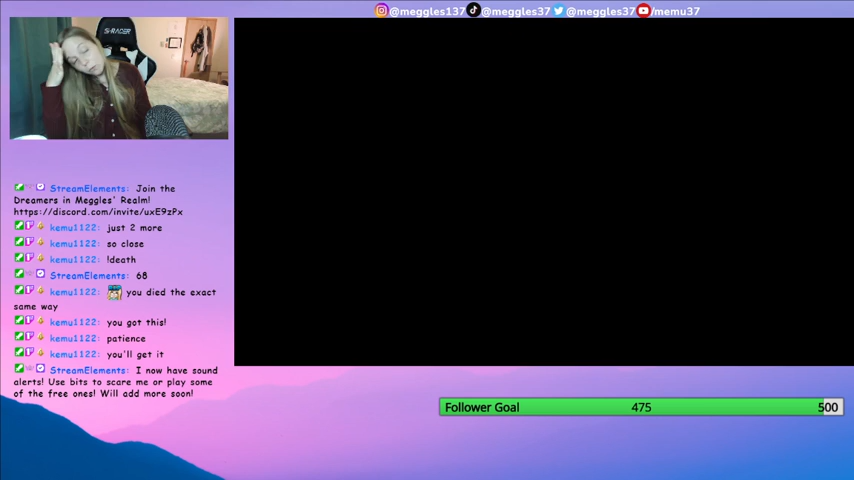 @meggles137 @meggles37 @meggles37 /memu37
S-RACER
StreamElements: Join the
Dreamers in Meggles' Realm!
https://discord.com/invite/uxE9zPx
kemu1122: just 2 more
kemu1122: so close
kemu1122: !death
StreamElements: 68
kemu1122: you died the exact
same way
kemu1122: you got this!
kemu1122: patience
kemu1122: you'll get it
StreamElements: I now have sound
alerts! Use bits to scare me or play some
of the free ones! Will add more soon!
Follower Goal 475 500